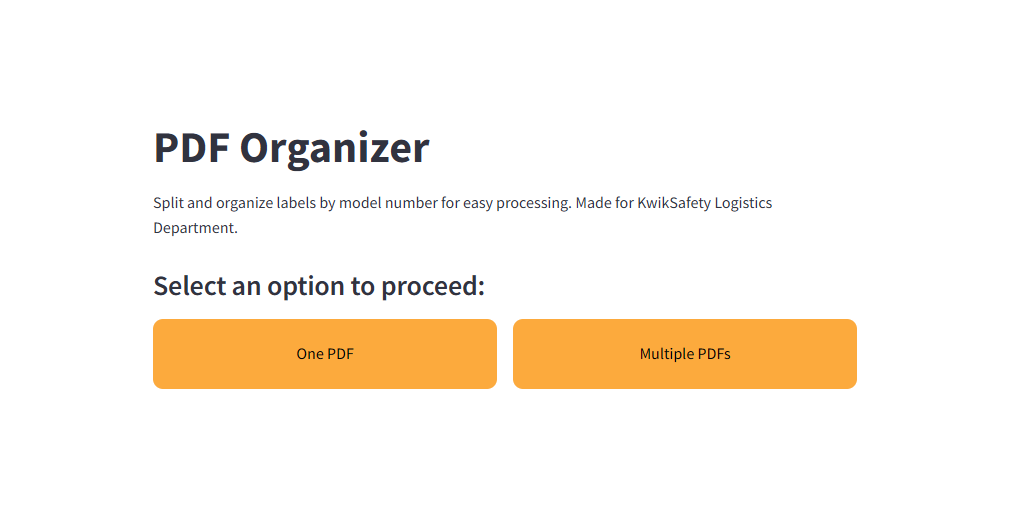 PDF Organizer
Split and organize labels by model number for easy processing. Made for KwikSafety Logistics
Department.
Select an option to proceed:
One PDF
Multiple PDFs